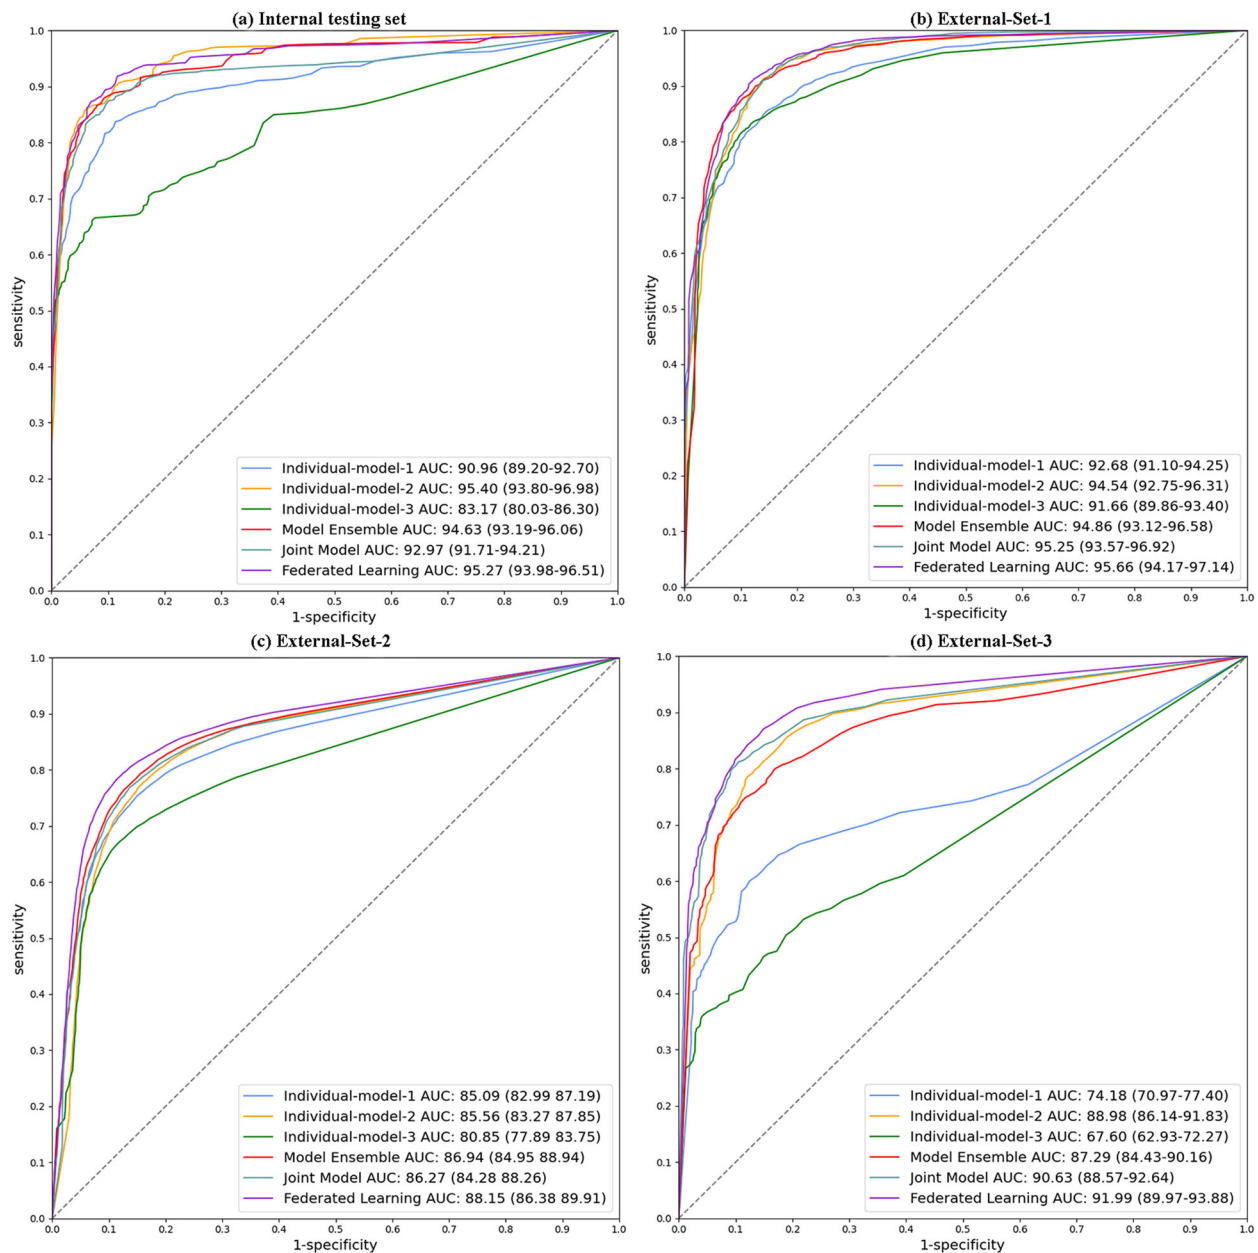 (a) Internal testing set
1.0
0.9
0.8
0.7
0.6
0.5
0.4
0.3
0.2
0.1
0.0
sensitivity
Individual-model-1 AUC: 90.96 (89.20-92.70)
Individual-model-2 AUC: 95.40 (93.80-96.98)
Individual-model-3 AUC: 83.17 (80.03-86.30)
Model Ensemble AUC: 94.63 (93.19-96.06)
Joint Model AUC: 92.97 (91.71-94.21)
Federated Learning AUC: 95.27 (93.98-96.51)
0.0 0.1 0.2 0.3 0.4 0.5 0.6 0.7 0.8 0.9 1.0
1-specificity
(b) External-Set-1
1.0
0.9
0.8
0.7
0.6
0.5
0.4
0.3
0.2
0.1
0.0
sensitivity
Individual-model-1 AUC: 92.68 (91.10-94.25)
Individual-model-2 AUC: 94.54 (92.75-96.31)
Individual-model-3 AUC: 91.66 (89.86-93.40)
Model Ensemble AUC: 94.86 (93.12-96.58)
Joint Model AUC: 95.25 (93.57-96.92)
Federated Learning AUC: 95.66 (94.17-97.14)
0.0 0.1 0.2 0.3 0.4 0.5 0.6 0.7 0.8 0.9 1.0
1-specificity
(c) External-Set-2
1.0
0.9
0.8
0.7
0.6
0.5
0.4
0.3
0.2
0.1
0.0
sensitivity
Individual-model-1 AUC: 85.09 (82.99 87.19)
Individual-model-2 AUC: 85.56 (83.27 87.85)
Individual-model-3 AUC: 80.85 (77.89 83.75)
Model Ensemble AUC: 86.94 (84.95 88.94)
Joint Model AUC: 86.27 (84.28 88.26)
Federated Learning AUC: 88.15 (86.38 89.91)
0.0 0.1 0.2 0.3 0.4 0.5 0.6 0.7 0.8 0.9 1.0
1-specificity
(d) External-Set-3
1.0
0.9
0.8
0.7
0.6
0.5
0.4
0.3
0.2
0.1
0.0
sensitivity
Individual-model-1 AUC: 74.18 (70.97-77.40)
Individual-model-2 AUC: 88.98 (86.14-91.83)
Individual-model-3 AUC: 67.60 (62.93-72.27)
Model Ensemble AUC: 87.29 (84.43-90.16)
Joint Model AUC: 90.63 (88.57-92.64)
Federated Learning AUC: 91.99 (89.97-93.88)
0.0 0.1 0.2 0.3 0.4 0.5 0.6 0.7 0.8 0.9 1.0
1-specificity